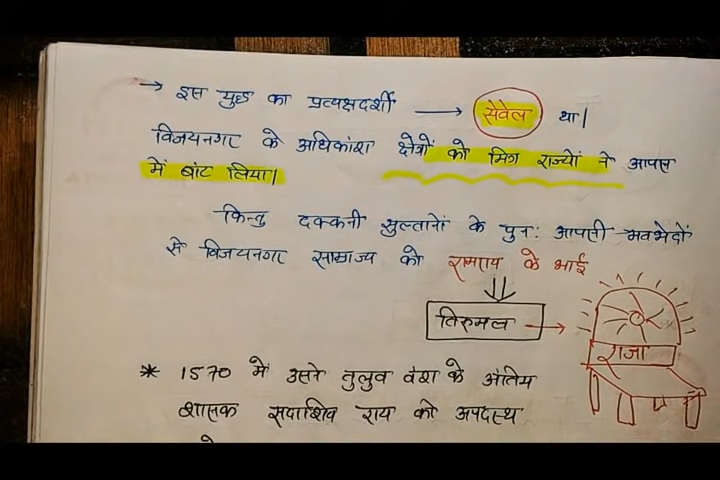 → इस युद्ध का प्रत्यक्षदर्शी → सेवेल था|
विजयनगर के अधिकांश क्षेत्रों को मित्र राज्यों ने आपस
में बांट लिया|
किन्तु दक्कनी सुल्तानों के पुनः आपसी मतभेदों
से विजयनगर साम्राज्य को रामराय के भाई
तिरुमल →
राजा
* 1570 में उसने तुलुव वंश के अंतिम
शासक सदाशिव राय को अपदस्थ